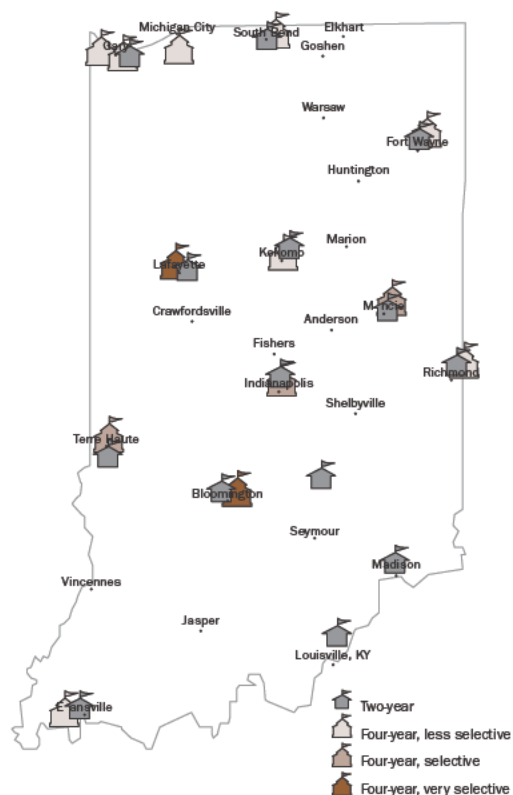 Michigan City
South Bend
Elkhart
Gary
Goshen
Warsaw
Fort Wayne
Huntington
Marion
Kokomo
Lafayette
Muncie
Crawfordsville
Anderson
Fishers
Richmond
Indianapolis
Shelbyville
Terre Haute
Bloomington
Seymour
Madison
Vincennes
Jasper
Louisville, KY
Evansville
Two-year
Four-year, less selective
Four-year, selective
Four-year, very selective